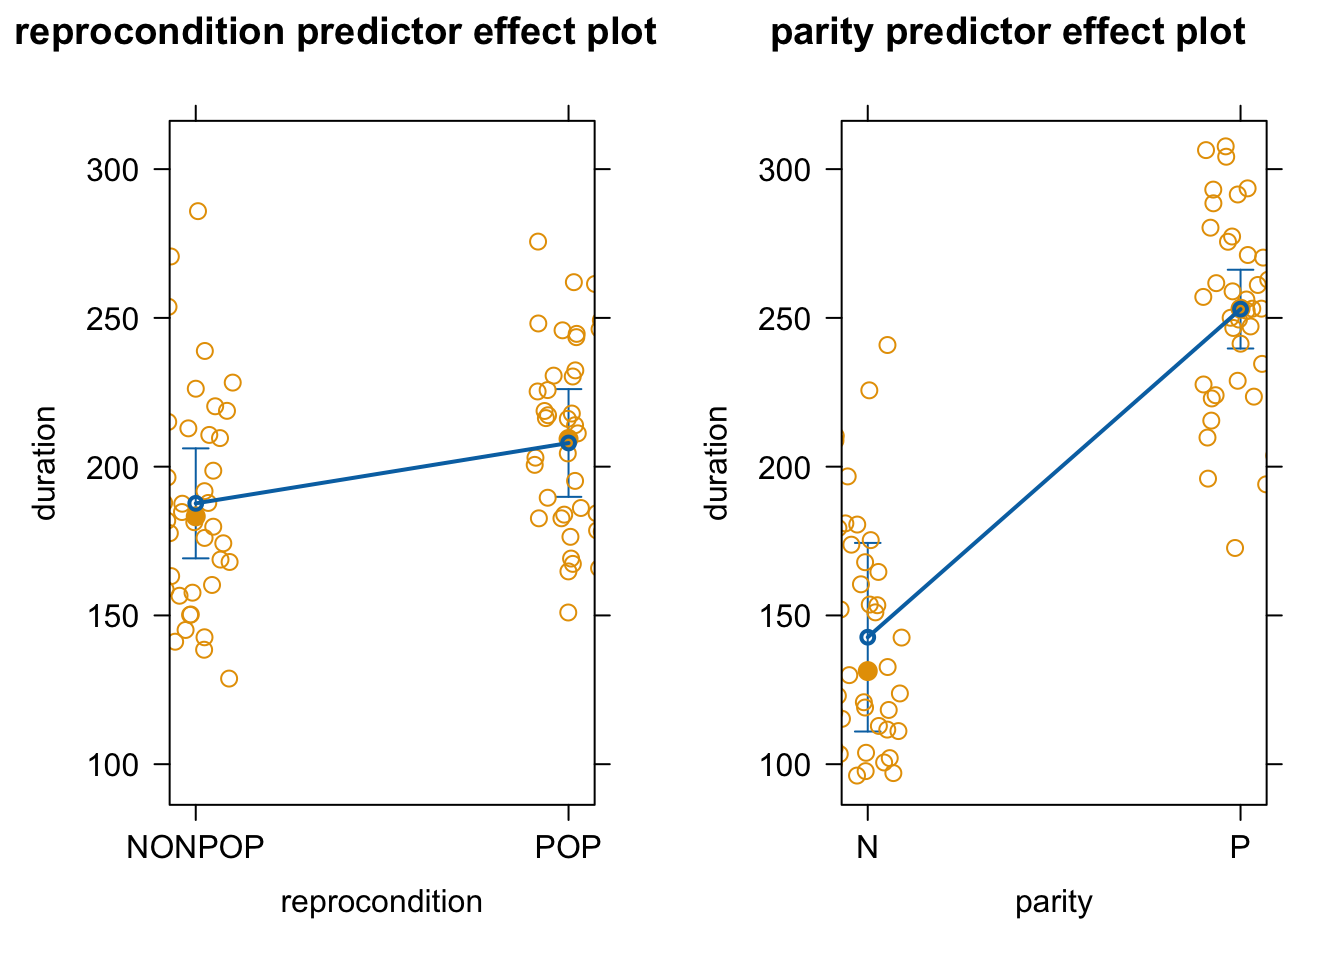 reprocondition predictor effect plot
300
250
200
150
100
duration
NONPOP POP
reprocondition
parity predictor effect plot
300
250
200
150
100
duration
N P
parity